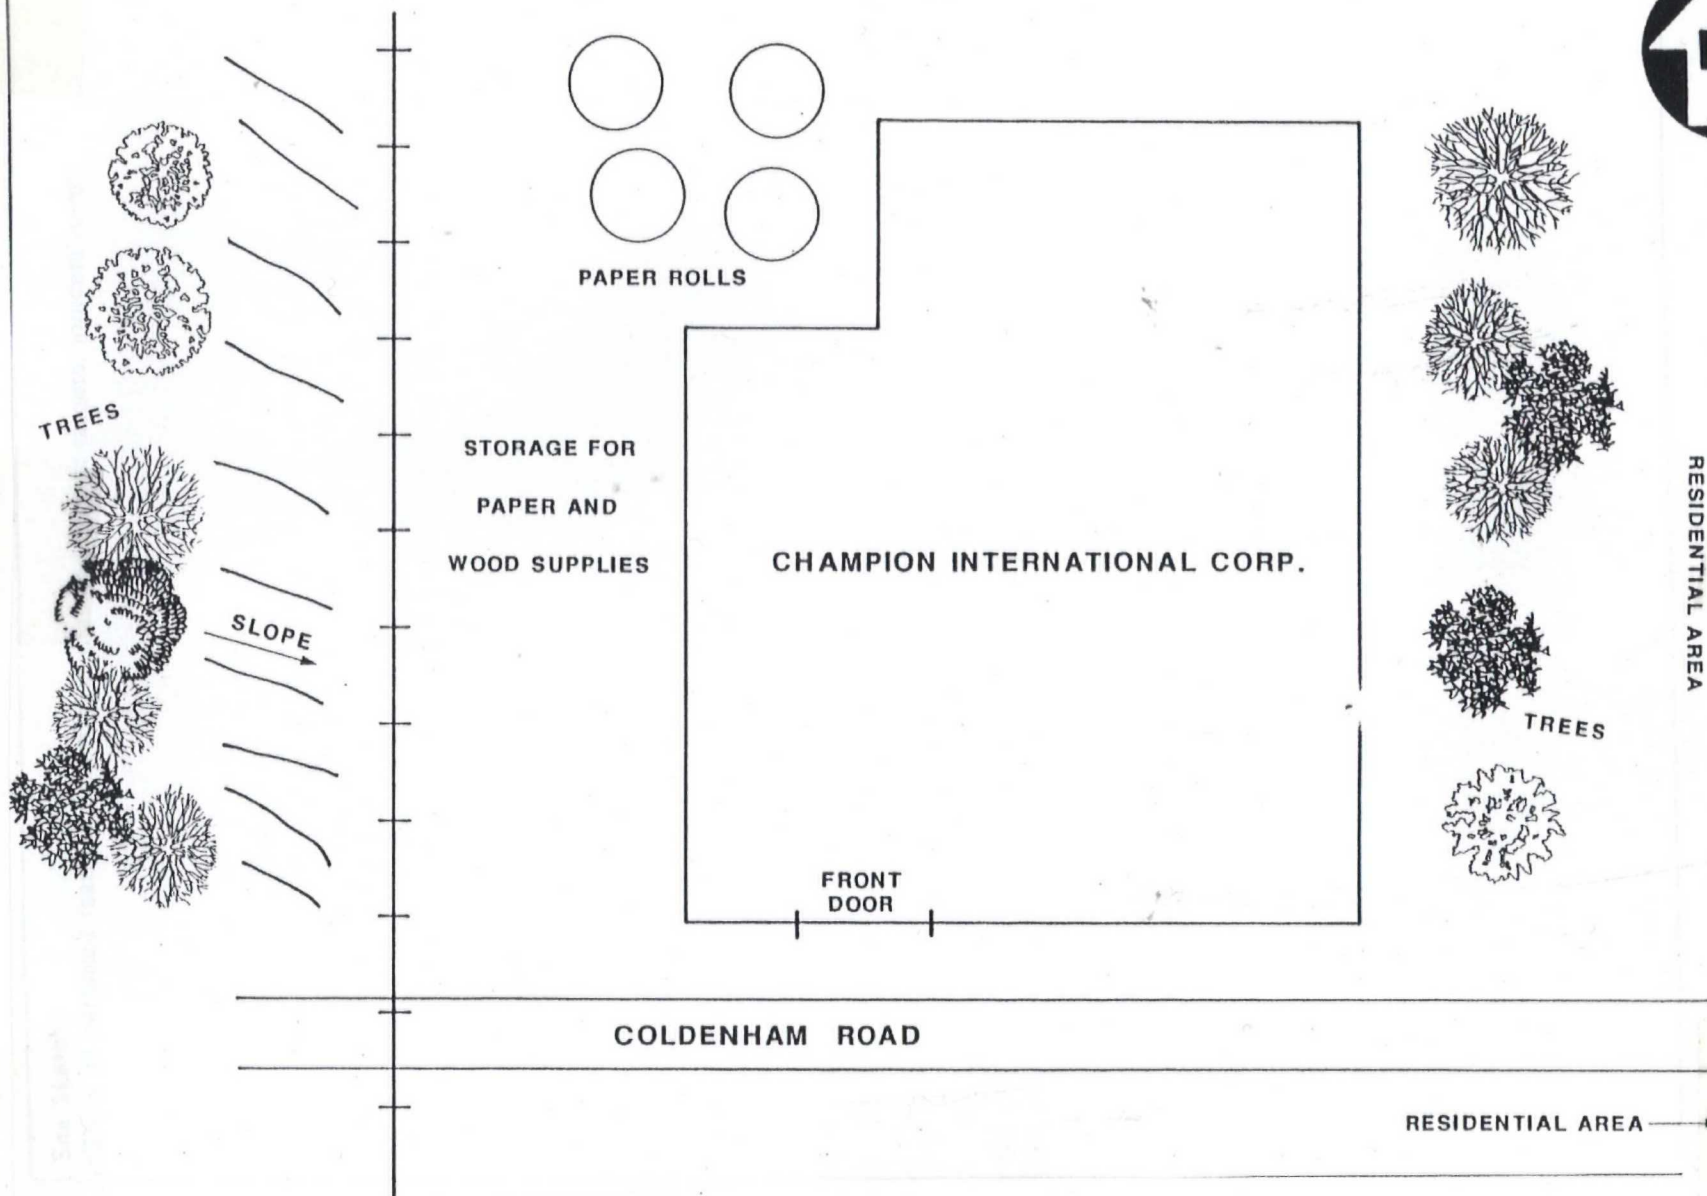 PAPER ROLLS
TREES
STORAGE FOR
PAPER AND
WOOD SUPPLIES
CHAMPION INTERNATIONAL CORP.
RESIDENTIAL AREA
SLOPE
TREES
FRONT
DOOR
COLDENHAM ROAD
RESIDENTIAL AREA